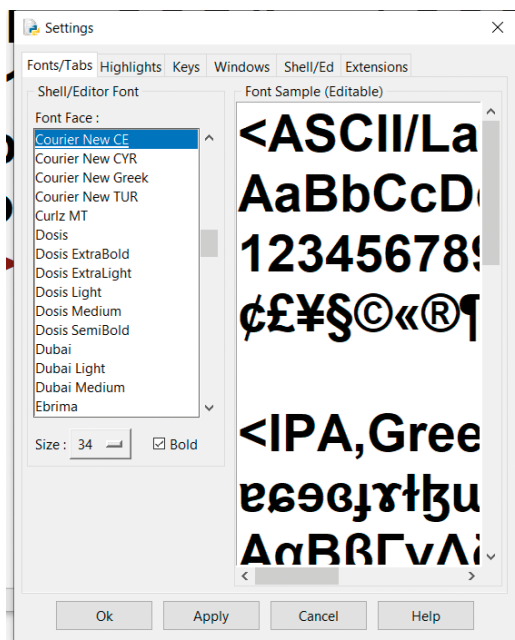 Settings
Fonts/Tabs Highlights Keys Windows Shell/Ed Extensions
Shell/Editor Font
Font Face :
Courier New CE
Courier New CYR
Courier New Greek
Courier New TUR
Curlz MT
Dosis
Dosis ExtraBold
Dosis ExtraLight
Dosis Light
Dosis Medium
Dosis SemiBold
Dubai
Dubai Light
Dubai Medium
Ebrima
Size : 34
Bold
Font Sample (Editable)
<ASCII/La
AaBbCcD
123456789
¢£¥§©«®¶
<IPA,Gree
AαBβΓγΛ
Ok Apply Cancel Help